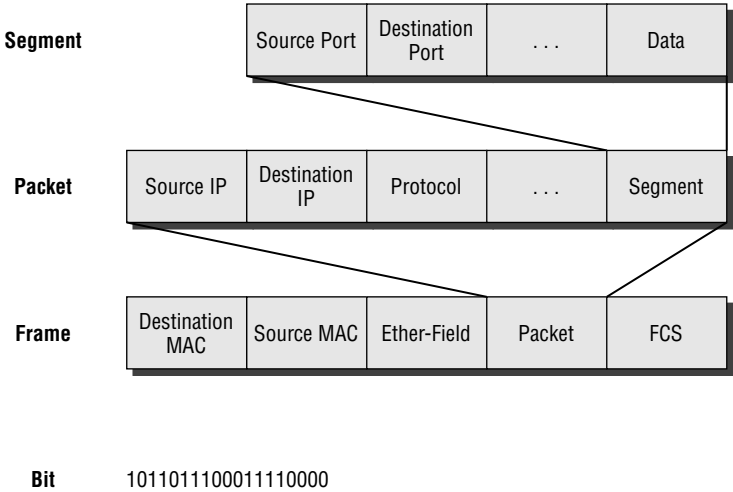 Segment
Source Port
Destination
Port
. . .
Data
Packet
Source IP
Destination
IP
Protocol
. . .
Segment
Frame
Destination
MAC
Source MAC
Ether-Field
Packet
FCS
Bit
1011011100011110000